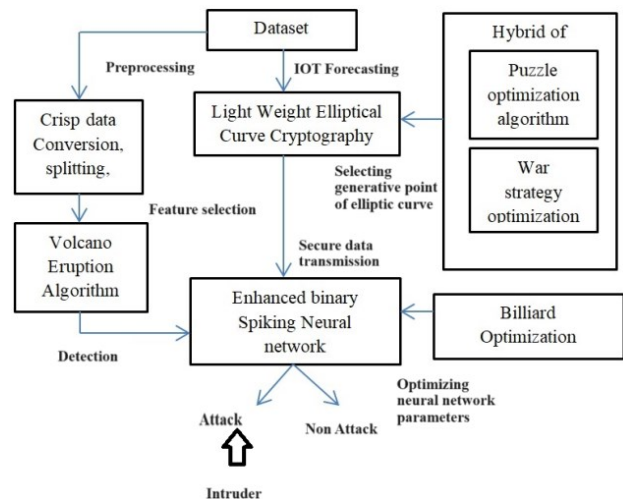 Dataset
Hybrid of
Preprocessing
IOT Forecasting
Puzzle
optimization
algorithm
Crisp data
Conversion,
splitting,
Light Weight Elliptical
Curve Cryptography
War
strategy
optimization
Selecting
generative point
of elliptic curve
Feature selection
Volcano
Eruption
Algorithm
Secure data
transmission
Enhanced binary
Spiking Neural
network
Billiard
Optimization
Detection
Optimizing
neural network
parameters
Attack
Non Attack
Intruder